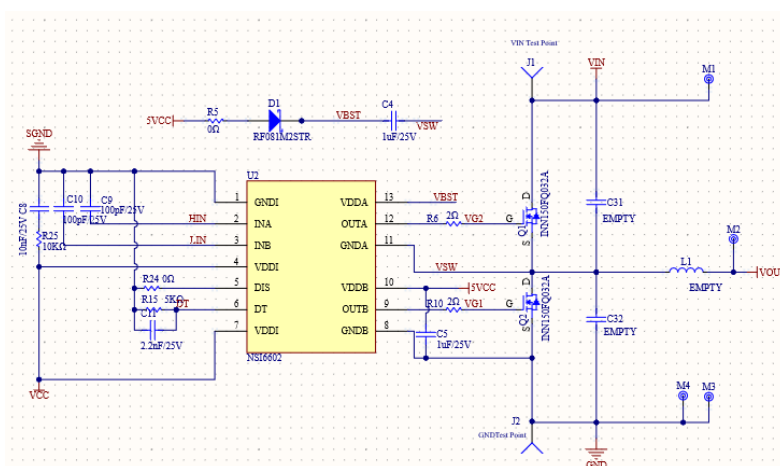 VIN Test Point
J1
VIN
M1
D1
R5
5VCC
0Ω
RF081M2STR
VBST
C4
VSW
1uF/25V
SGND
U2
1 GNDI VDDA 13 VBST
HIN 2 INA OUTA 12 R6 2Ω VG2 G
3 INB GNDA 11 VSW
4 VDDI
5 DIS VDDB 10 5VCC
6 DT OUTB 9 R10 2Ω VG1 G
7 VDDI GNDB 8
NSI6602
C10
100pF/25V
C9
100pF/25V
10nF/25V C8
R25
10KΩ
R24 0Ω
R15 5KΩ
DT
C11
2.2nF/25V
VCC
C5
1uF/25V
D
Q1
S
INN150FQ032A
D
Q2
S
INN150FQ032A
C31
EMPTY
M2
L1
EMPTY
VOU
C32
EMPTY
M4
M3
J2
GNDTest Point
GND